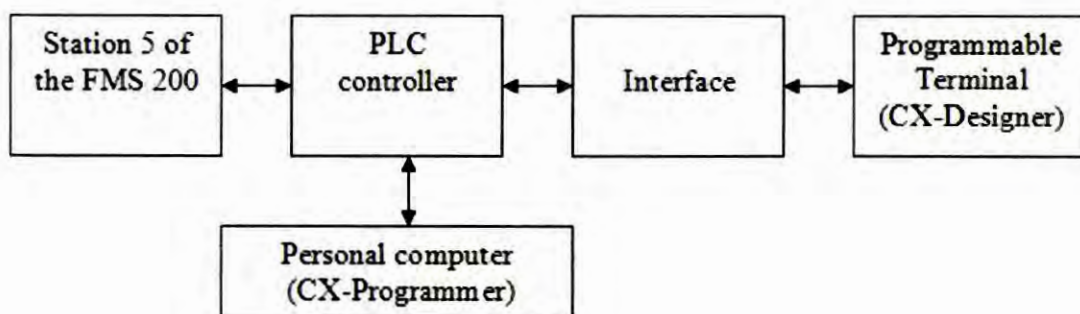 Station 5 of
the FMS 200
PLC
controller
Interface
Programmable
Terminal
(CX-Designer)
Personal computer
(CX-Programmer)